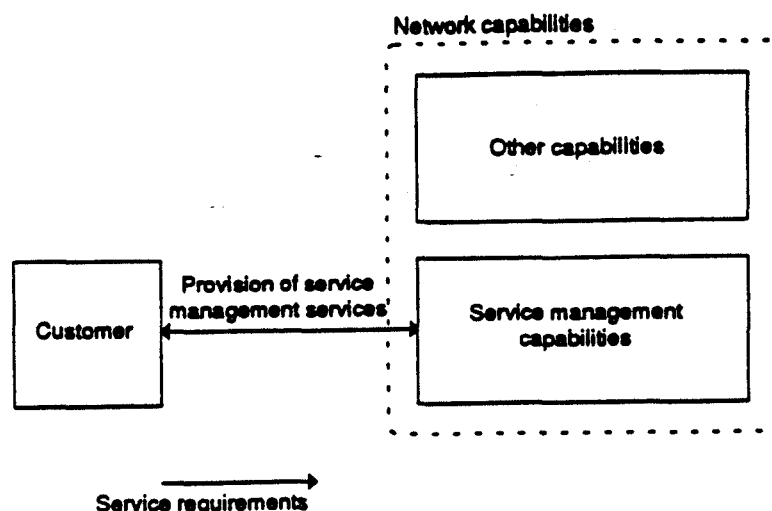 Network capabilities
Other capabilities
Provision of service
management services
Customer
Service management
capabilities
Service requirements